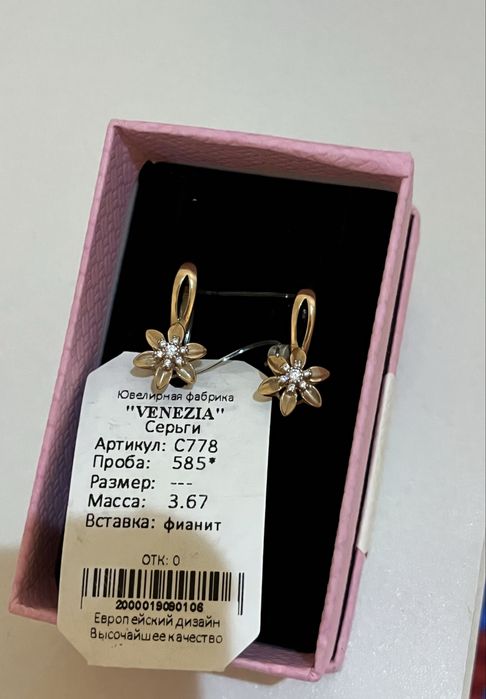 Ювелирная фабрика
"VENEZIA"
Серьги
Артикул: С778
Проба: 585*
Размер: ---
Масса: 3.67
Вставка: фианит
ОТК: 0
2000019090106
Европейский дизайн
Высочайшее качество